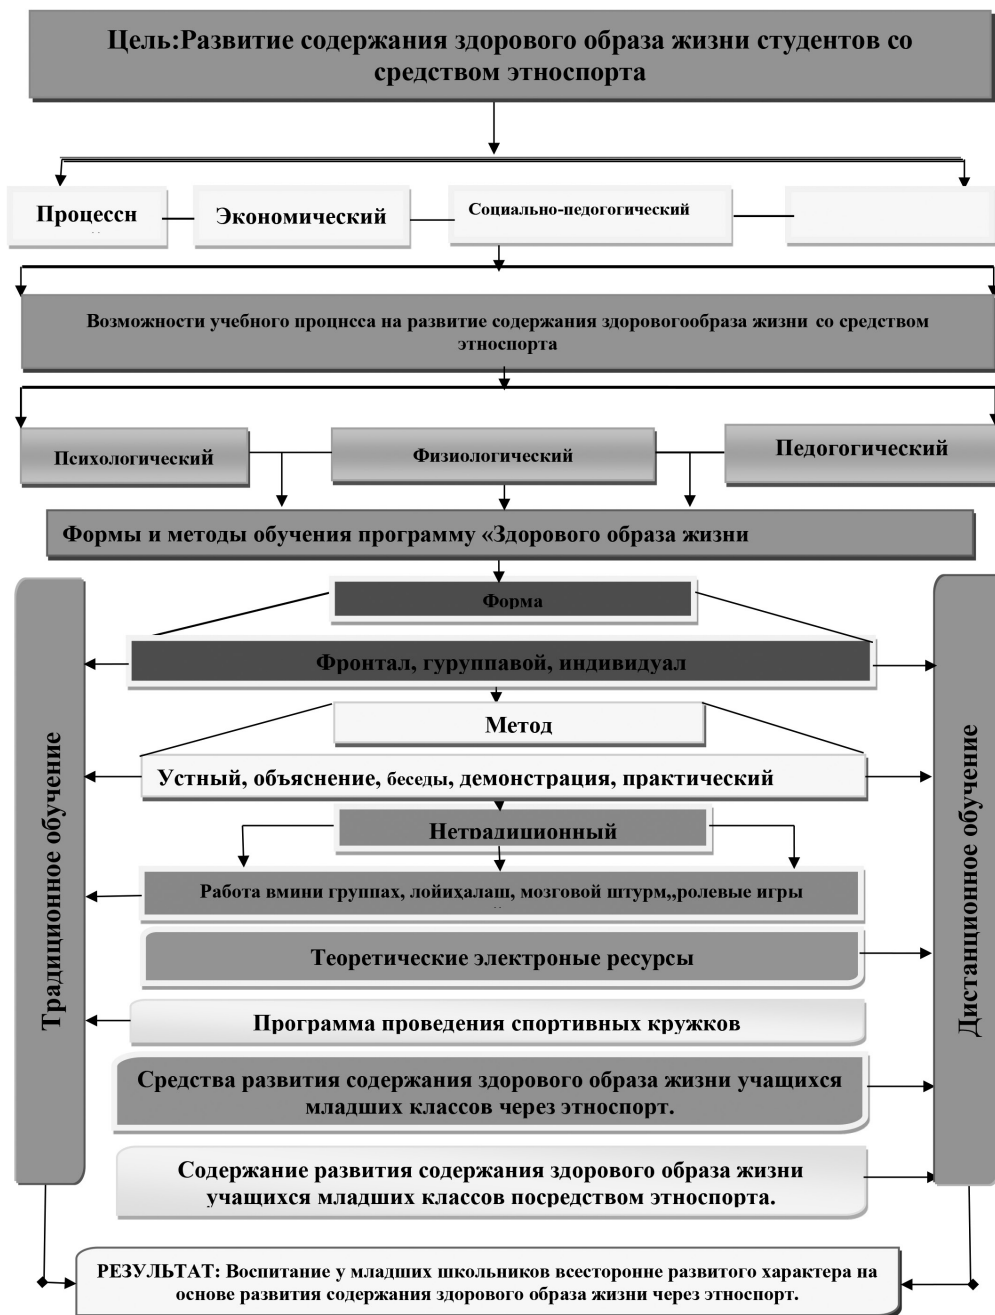 Цель:Развитие содержания здорового образа жизни студентов со
средством этноспорта
Процессн
Экономический
Социально-педогогический
Возможности учебного процнсса на развитие содержания здоровогообраза жизни со средством
этноспорта
Психологический
Физиологический
Педогогический
Формы и методы обучения программу «Здорового образа жизни
Форма
Фронтал, гуруппавой, индивидуал
Метод
Устный, объяснение, беседы, демонстрация, практический
Нетрадиционный
Работа вмини группах, лойиҳалаш, мозговой штурм,,ролевые игры
Теоретические электроные ресурсы
Программа проведения спортивных кружков
Средства развития содержания здорового образа жизни учащихся
младших классов через этноспорт.
Содержание развития содержания здорового образа жизни
учащихся младших классов посредством этноспорта.
Традиционное обучение
Дистанционное обучение
РЕЗУЛЬТАТ: Воспитание у младших школьников всесторонне развитого характера на
основе развития содержания здорового образа жизни через этноспорт.